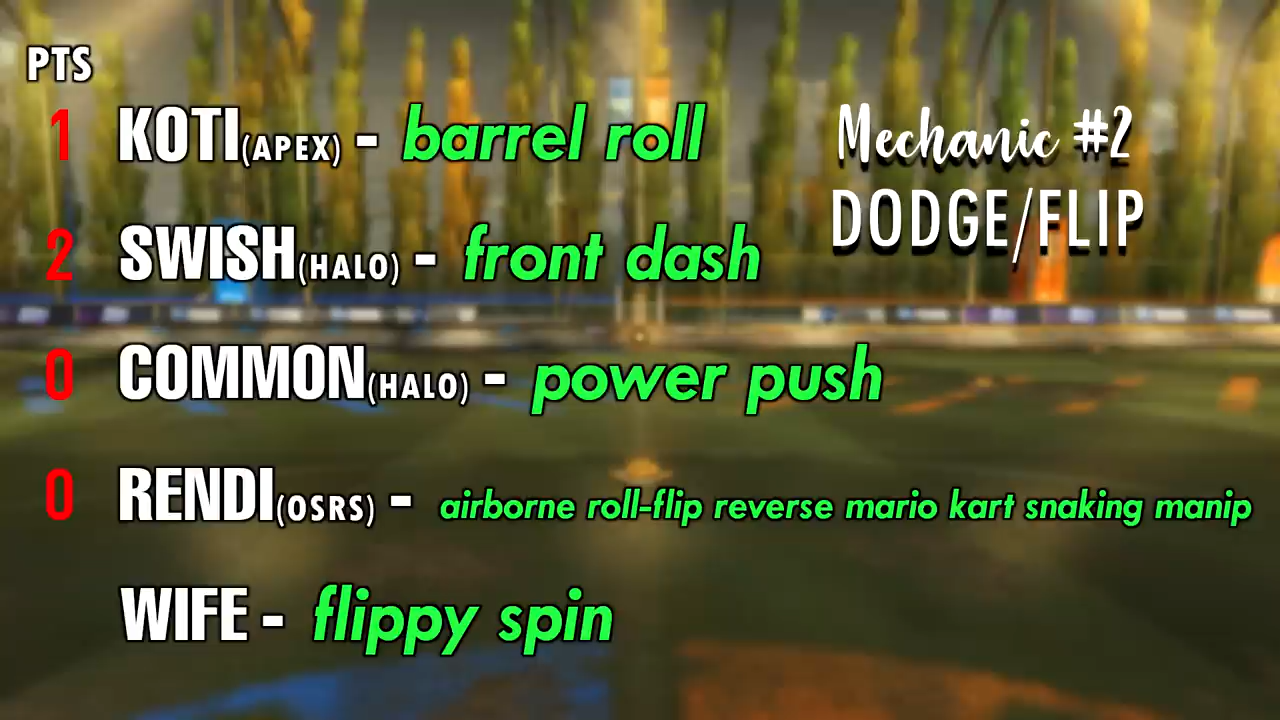 PTS
1 KOTI(APEX) - barrel roll
Mechanic #2
DODGE/FLIP
2 SWISH(HALO) - front dash
0 COMMON(HALO) - power push
0 RENDI(OSRS) - airborne roll-flip reverse mario kart snaking manip
WIFE - flippy spin